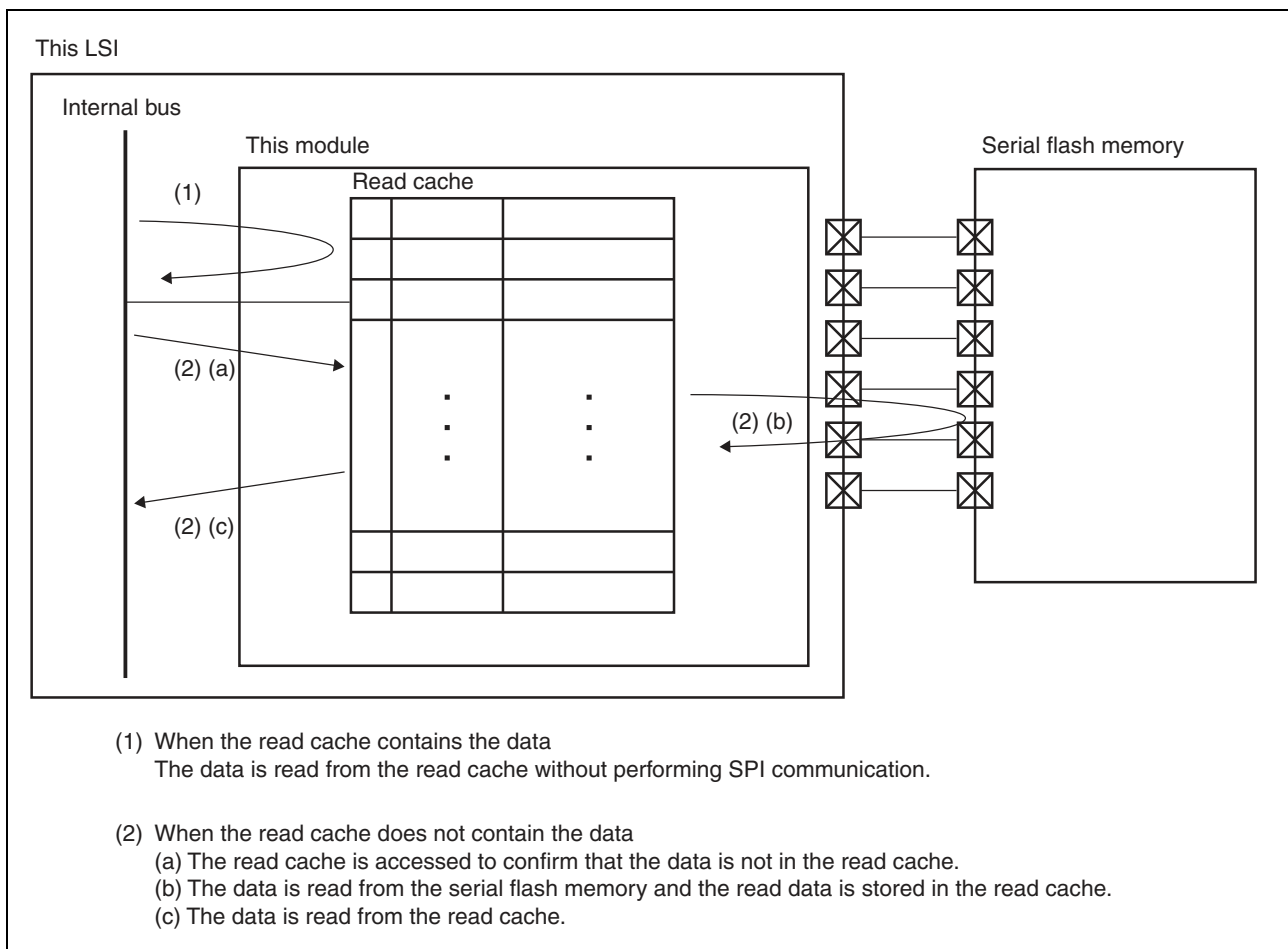 This LSI
Internal bus
This module
Serial flash memory
Read cache
(1)
(2) (a)
(2) (b)
(2) (c)
(1) When the read cache contains the data
The data is read from the read cache without performing SPI communication.
(2) When the read cache does not contain the data
(a) The read cache is accessed to confirm that the data is not in the read cache.
(b) The data is read from the serial flash memory and the read data is stored in the read cache.
(c) The data is read from the read cache.